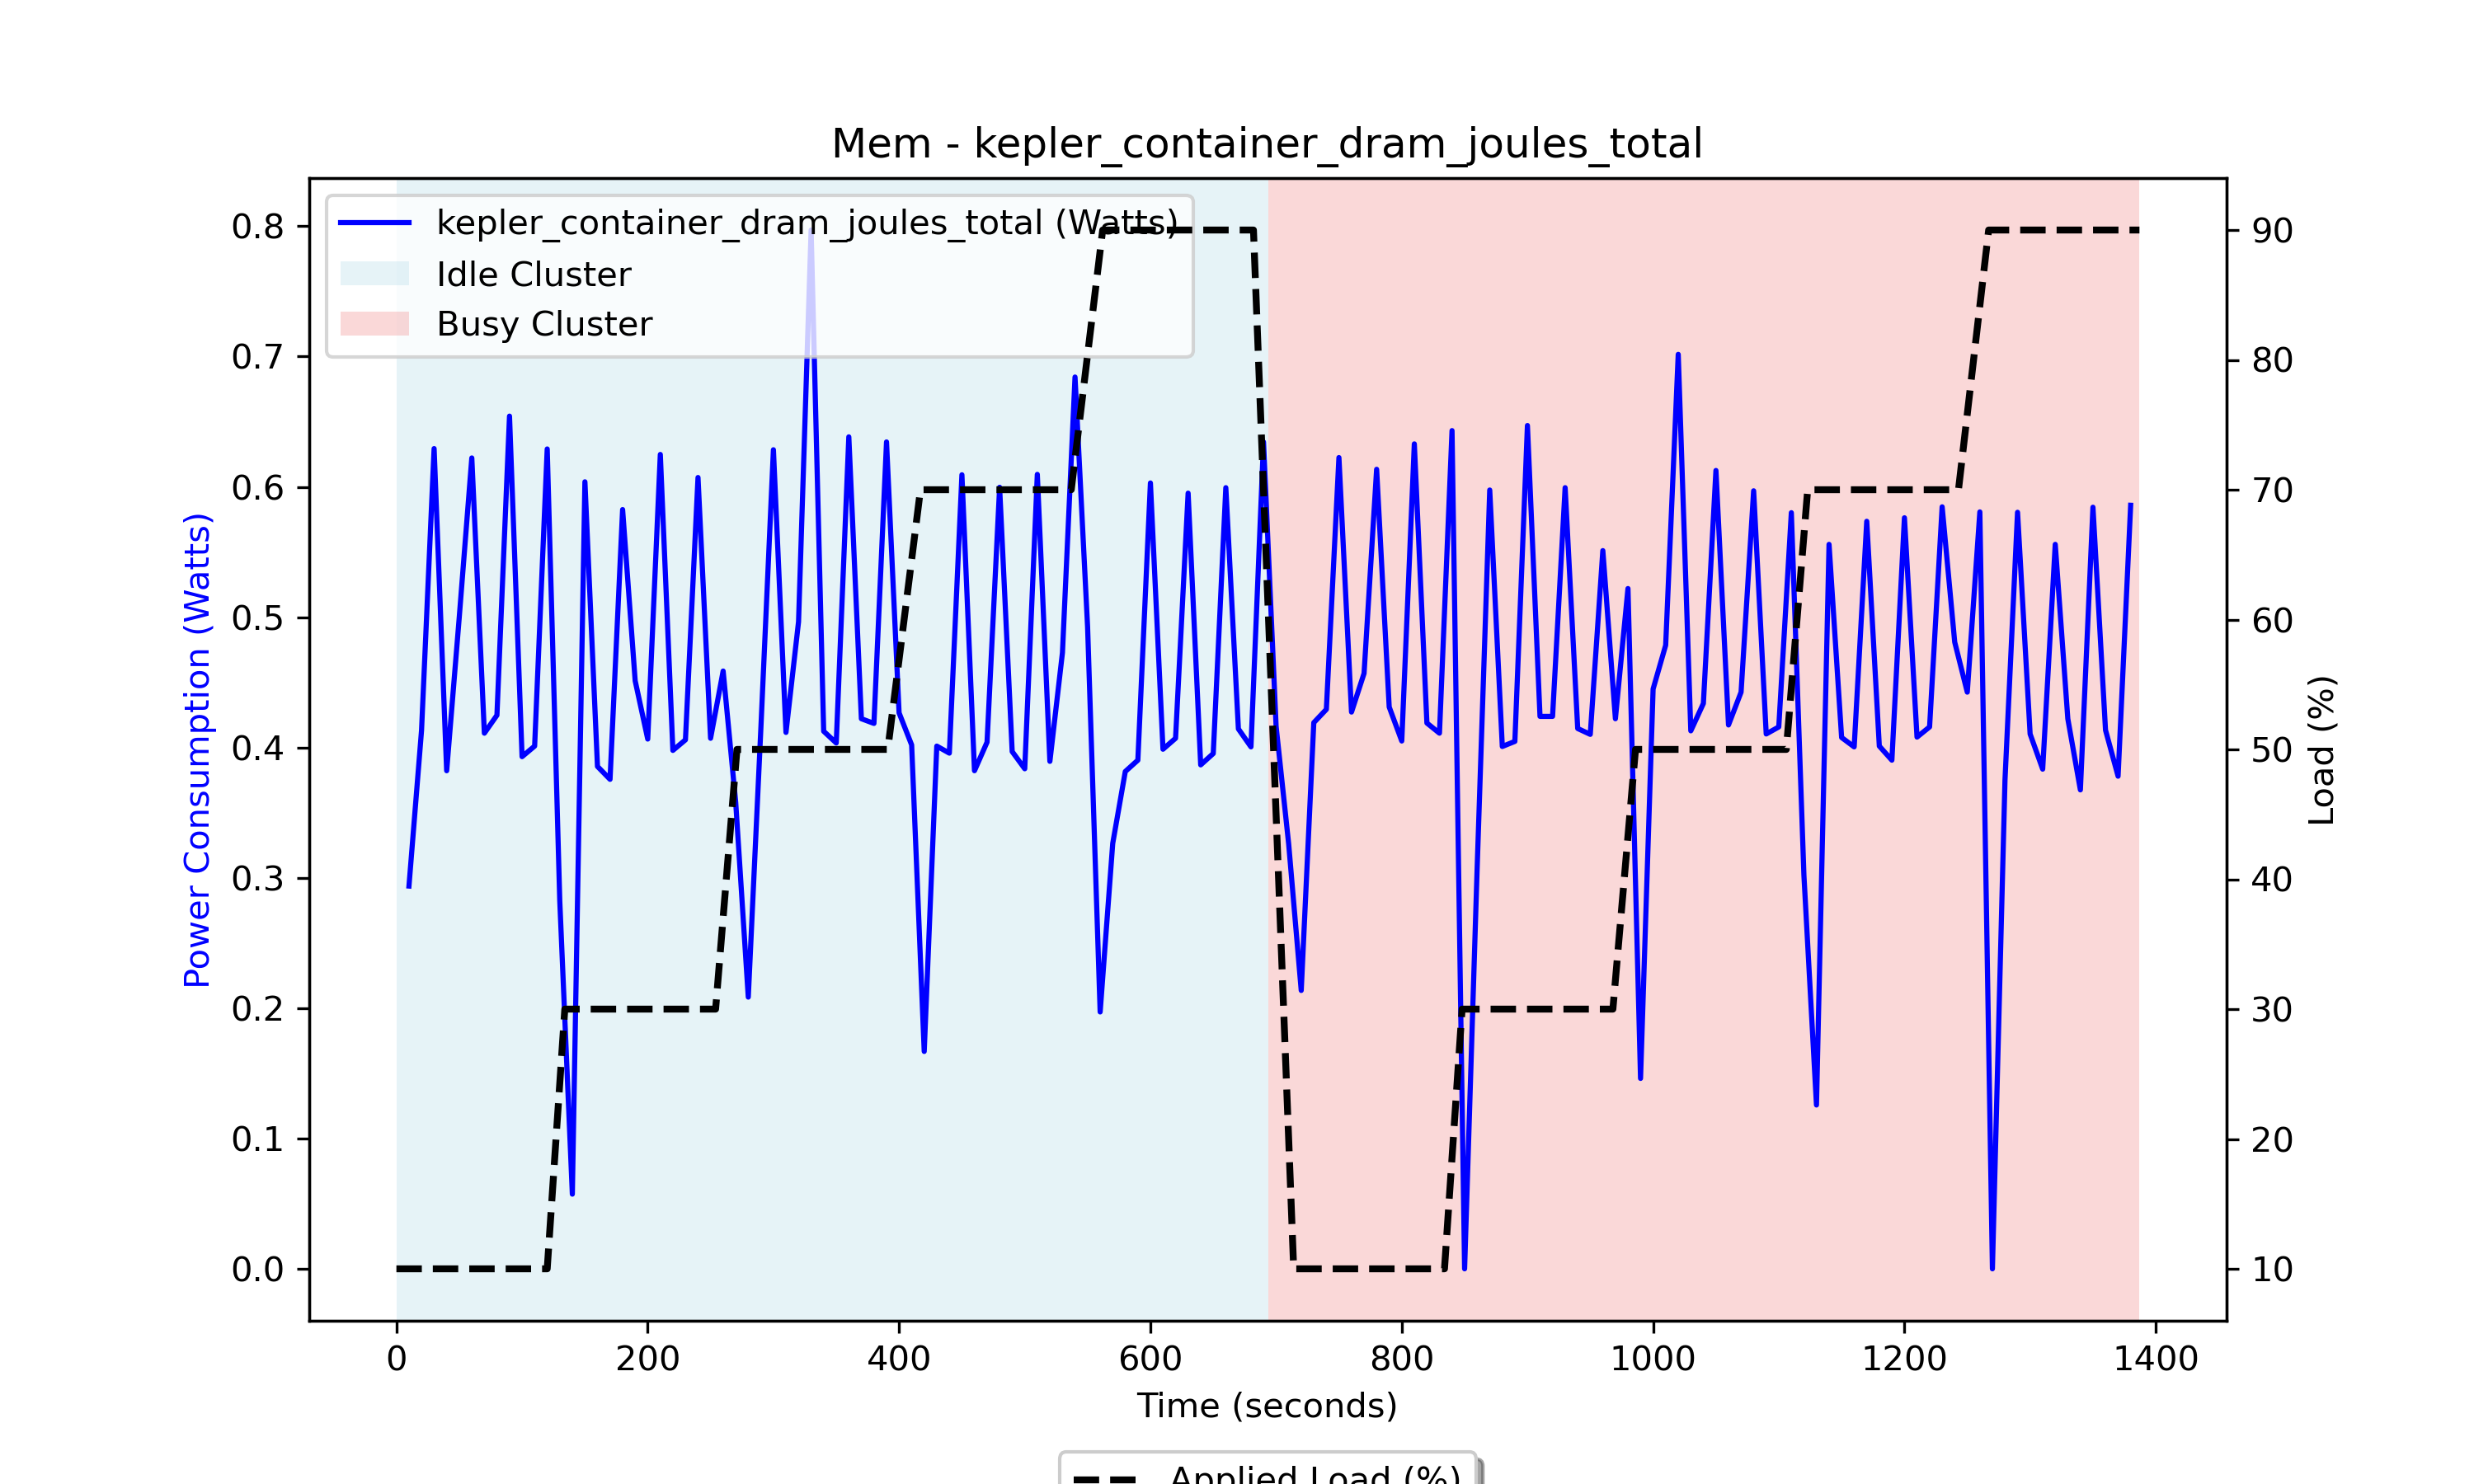 Mem - kepler_container_dram_joules_total
kepler_container_dram_joules_total (Watts)
Idle Cluster
Busy Cluster
Power Consumption (Watts)
0.8
0.7
0.6
0.5
0.4
0.3
0.2
0.1
0.0
90
80
70
60
50
40
30
20
10
Load (%)
0 200 400 600 800 1000 1200 1400
Time (seconds)
Applied Load (%)